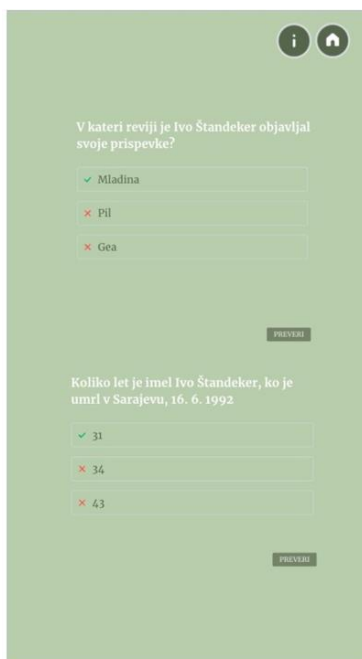 V kateri reviji je Ivo Štandeker objavljal
svoje prispevke?
Mladina
Pil
Gea
PREVERI
Koliko let je imel Ivo Štandeker, ko je
umrl v Sarajevu, 16. 6. 1992
31
34
43
PREVERI